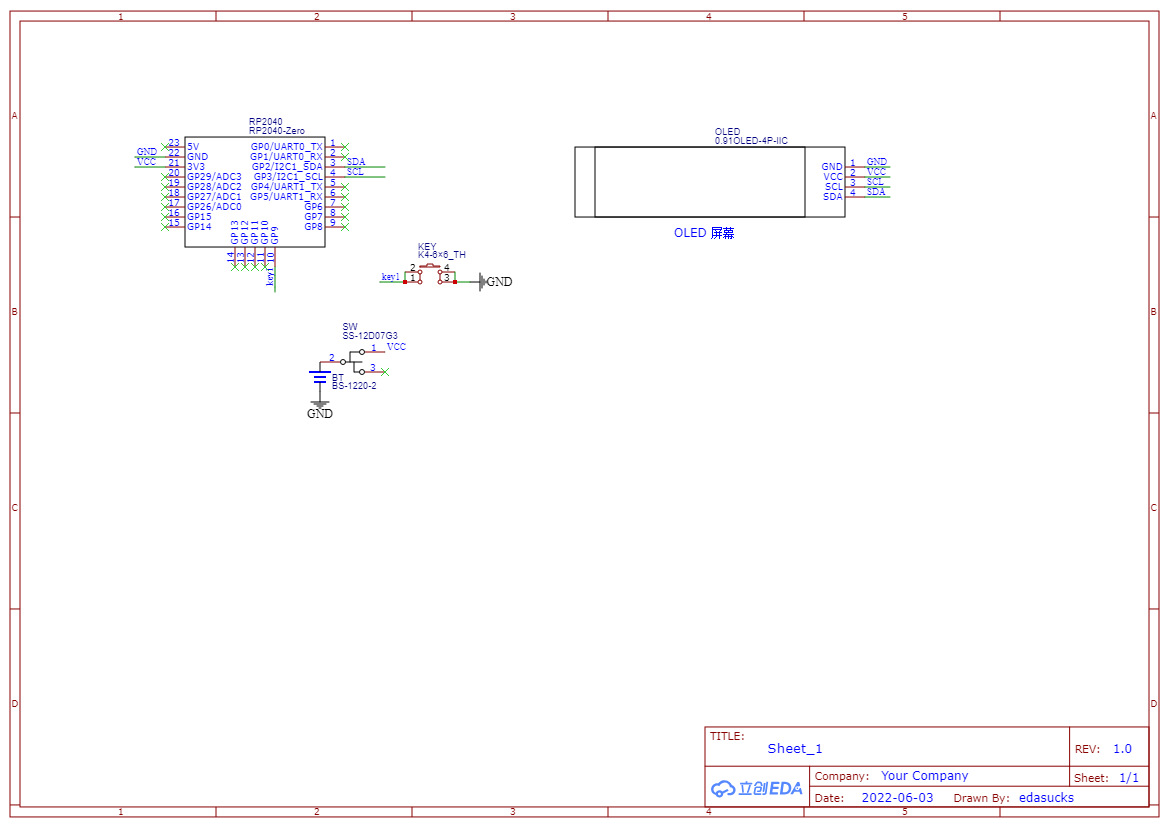 1 2 3 4 5
A A
B B
C C
D D
RP2040
RP2040-Zero
23 5V
GND 22 GND
VCC 21 3V3
20 GP29/ADC3
19 GP28/ADC2
18 GP27/ADC1
17 GP26/ADC0
16 GP15
15 GP14
GP0/UART0_TX 1
GP1/UART0_RX 2
GP2/I2C1_SDA 3 SDA
GP3/I2C1_SCL 4 SCL
GP4/UART1_TX 5
GP5/UART1_RX 6
GP6 7
GP7 8
GP8 9
GP13 GP12 GP11 GP10 GP9
14 13 12 11 10
key1
OLED
0.91OLED-4P-IIC
GND 1 GND
VCC 2 VCC
SCL 3 SCL
SDA 4 SDA
OLED 屏幕
KEY
K4-6×6_TH
2 4
key1 1 3 GND
SW
SS-12D07G3
1 VCC
2
3
BT
BS-1220-2
GND
TITLE:
Sheet_1
REV: 1.0
立创EDA
Company: Your Company
Sheet: 1/1
Date: 2022-06-03 Drawn By: edasucks
1 2 3 4 5